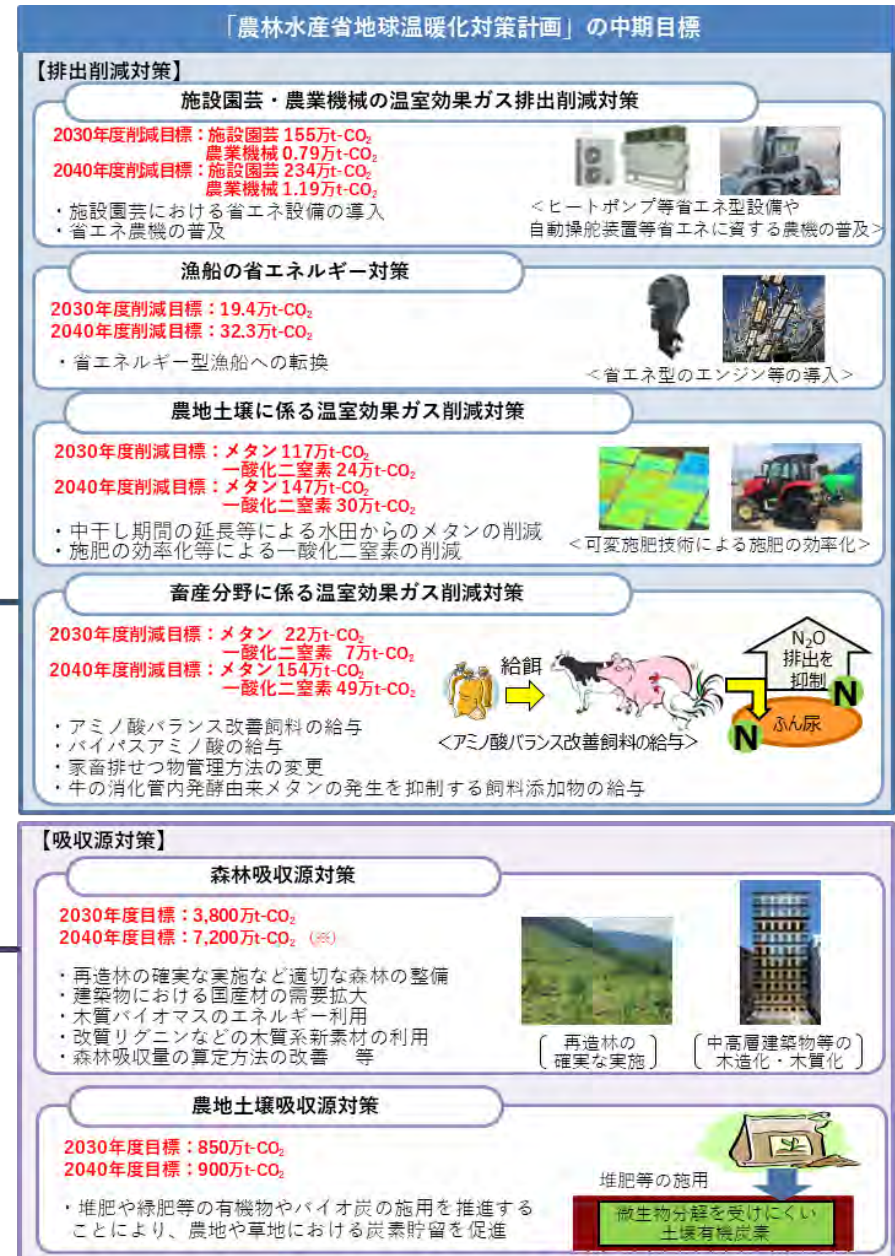 「農林水産省地球温暖化対策計画」の中期目標
【排出削減対策】
施設園芸・農業機械の温室効果ガス排出削減対策
2030年度削減目標：施設園芸 155万t-CO₂
農業機械 0.79万t-CO₂
2040年度削減目標：施設園芸 234万t-CO₂
農業機械 1.19万t-CO₂
・施設園芸における省エネ設備の導入
・省エネ農機の普及
＜ヒートポンプ等省エネ型設備や
自動操舵装置等省エネに資する農機の普及＞
漁船の省エネルギー対策
2030年度削減目標：19.4万t-CO₂
2040年度削減目標：32.3万t-CO₂
・省エネルギー型漁船への転換
＜省エネ型のエンジン等の導入＞
農地土壌に係る温室効果ガス削減対策
2030年度削減目標：メタン 117万t-CO₂
一酸化二窒素 24万t-CO₂
2040年度削減目標：メタン 147万t-CO₂
一酸化二窒素 30万t-CO₂
・中干し期間の延長等による水田からのメタンの削減
・施肥の効率化等による一酸化二窒素の削減
＜可変施肥技術による施肥の効率化＞
畜産分野に係る温室効果ガス削減対策
2030年度削減目標：メタン 22万t-CO₂
一酸化二窒素 7万t-CO₂
2040年度削減目標：メタン 154万t-CO₂
一酸化二窒素 49万t-CO₂
給餌
N₂O
排出を
抑制
N
ふん尿
N
＜アミノ酸バランス改善飼料の給与＞
・アミノ酸バランス改善飼料の給与
・バイパスアミノ酸の給与
・家畜排せつ物管理方法の変更
・牛の消化管内発酵由来メタンの発生を抑制する飼料添加物の給与
【吸収源対策】
森林吸収源対策
2030年度目標：3,800万t-CO₂
2040年度目標：7,200万t-CO₂（※）
・再造林の確実な実施など適切な森林の整備
・建築物における国産材の需要拡大
・木質バイオマスのエネルギー利用
・改質リグニンなどの木質系新素材の利用
・森林吸収量の算定方法の改善 等
再造林の
確実な実施
中高層建築物等の
木造化・木質化
農地土壌吸収源対策
2030年度目標：850万t-CO₂
2040年度目標：900万t-CO₂
・堆肥や緑肥等の有機物やバイオ炭の施用を推進する
ことにより、農地や草地における炭素貯留を促進
堆肥等の施用
微生物分解を受けにくい
土壌有機炭素